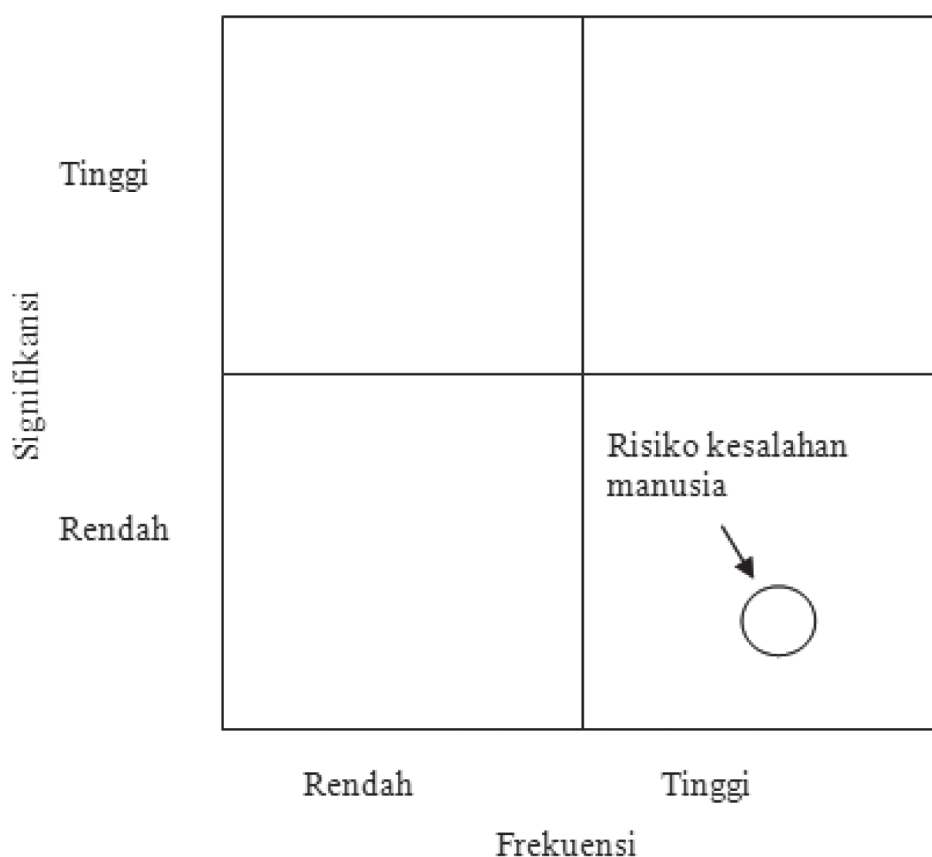 Tinggi
Signifikansi
Risiko kesalahan
manusia
Rendah
Rendah
Tinggi
Frekuensi